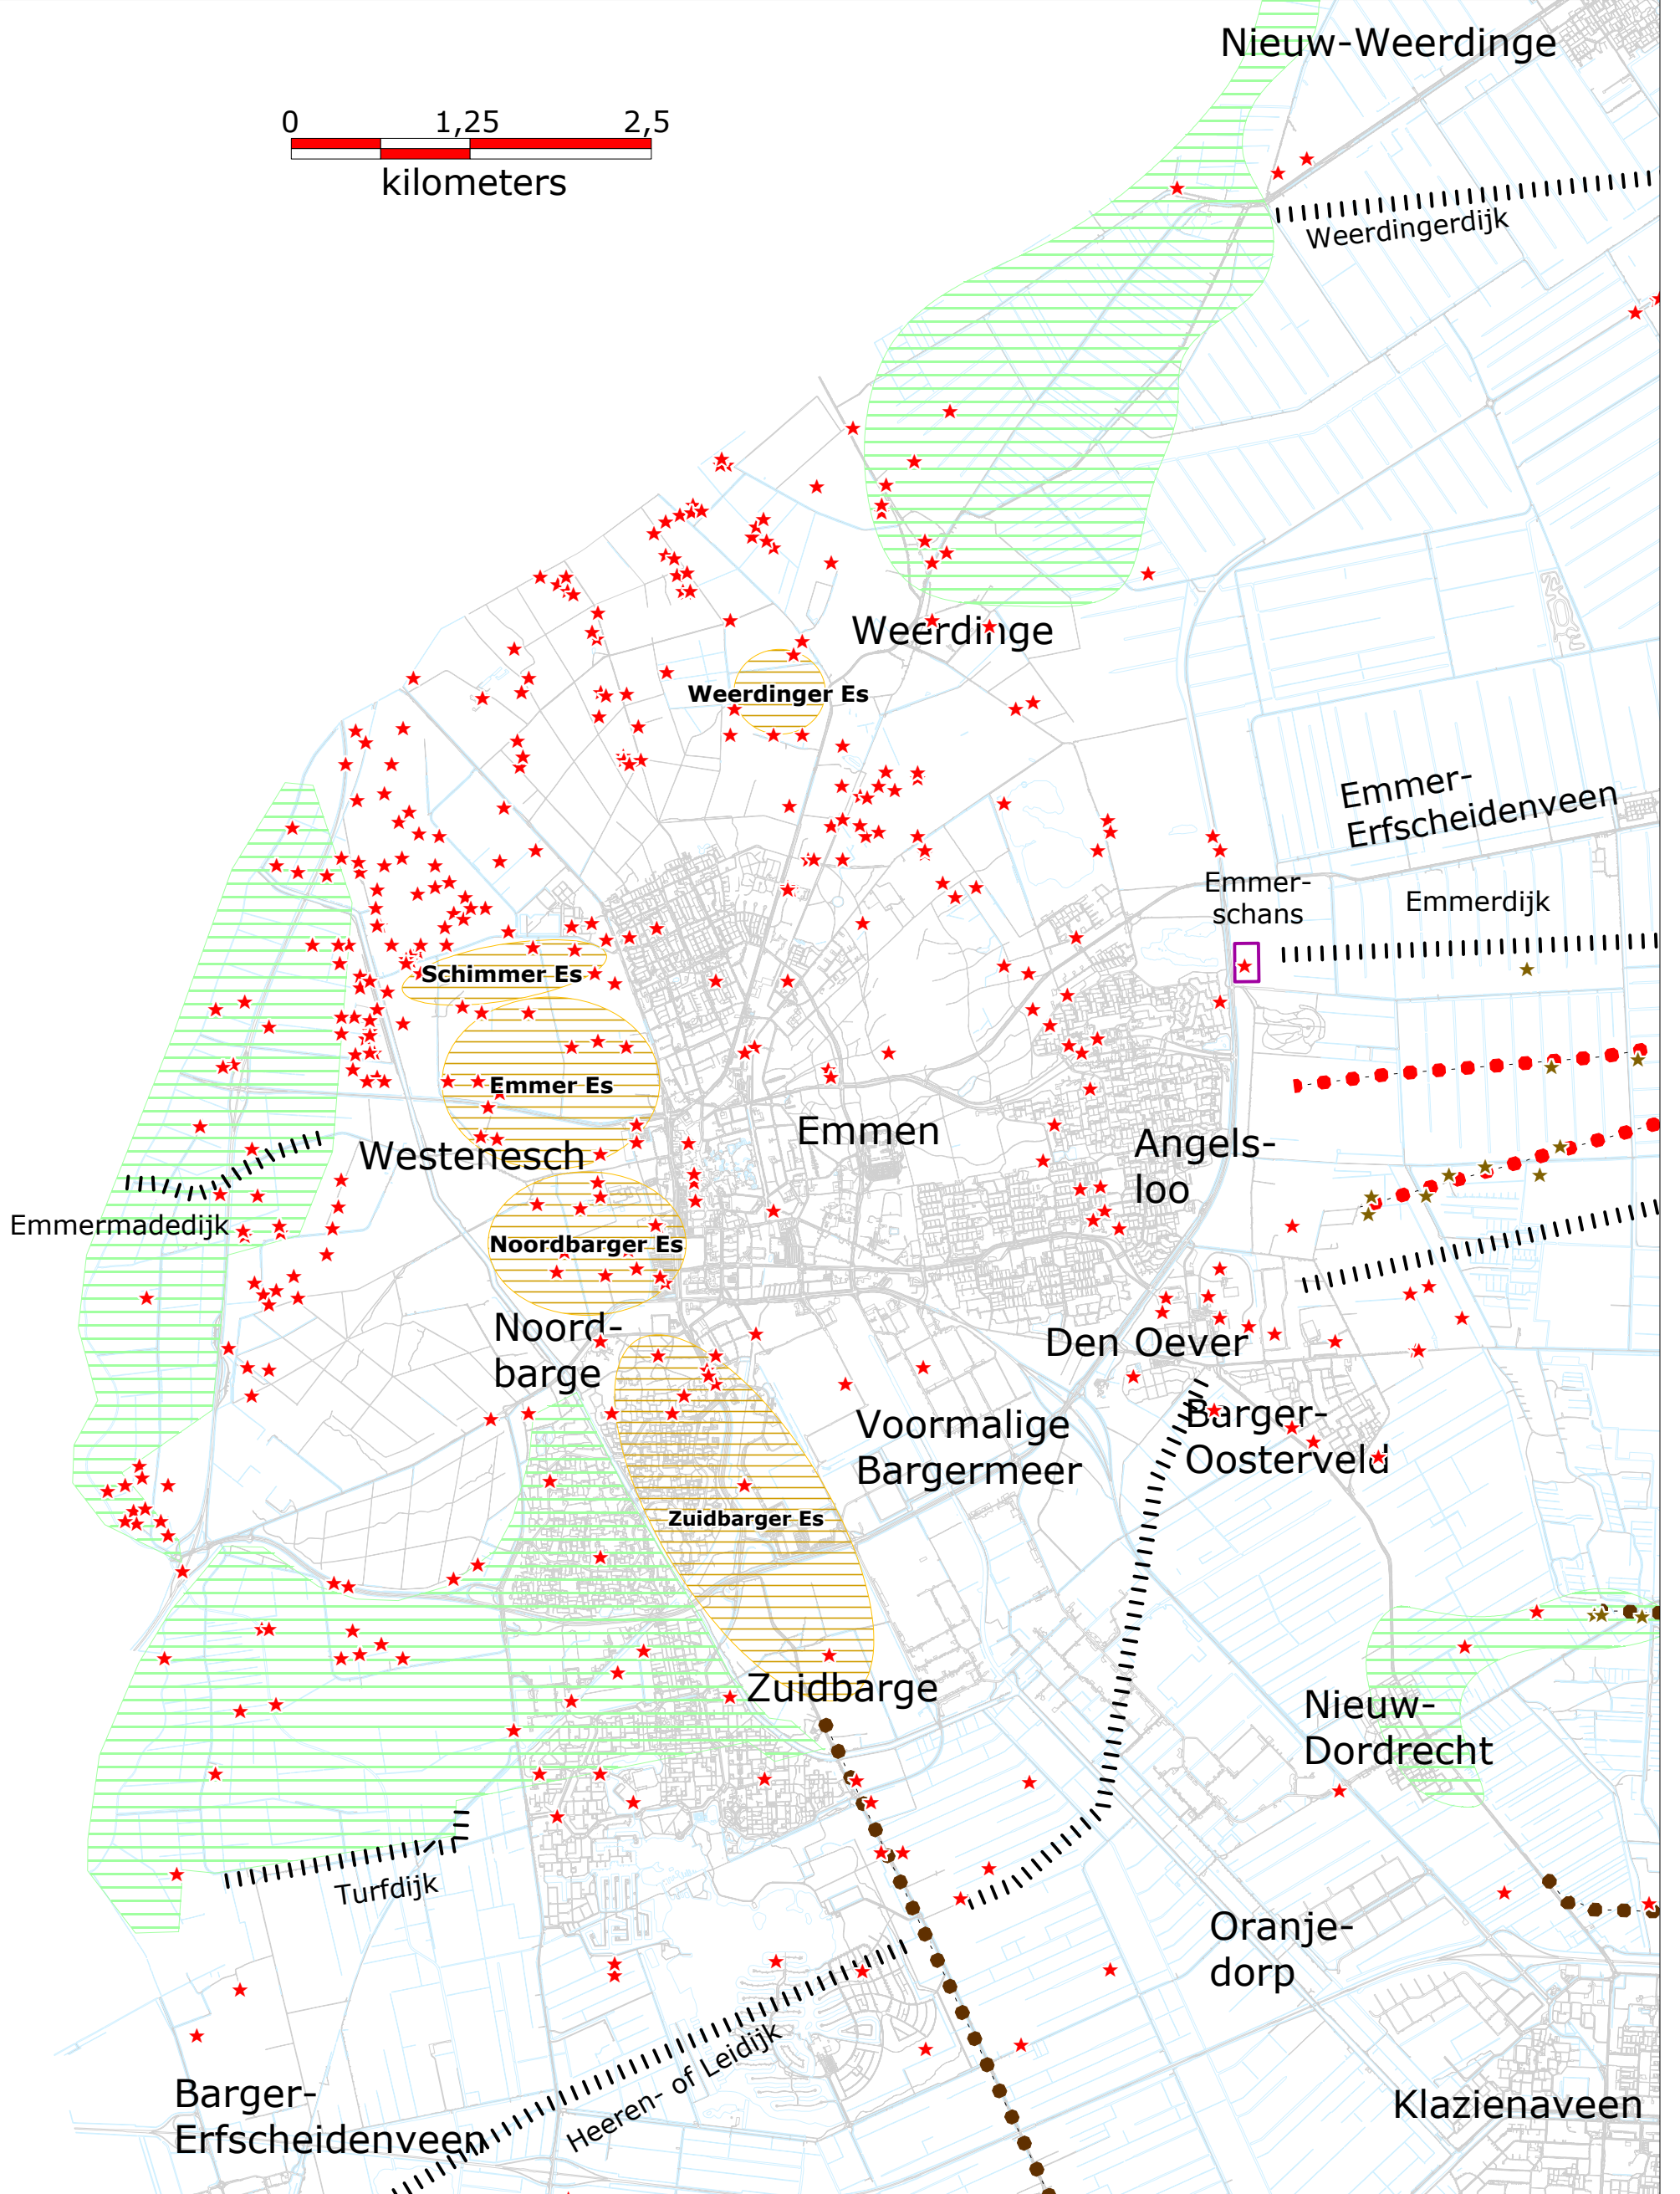 Nieuw-Weerdinge
0 1,25 2,5
kilometers
Weerdingerdijk
Weerdinge
Weerdinger Es
Emmer-
Erfscheidenveen
Emmer-
schans
Emmerdijk
Schimmer Es
Emmer Es
Emmen
Westenesch
Angels-
loo
Emmermadedijk
Noordbarger Es
Noord-
barge
Den Oever
Voormalige
Bargermeer
Barger-
Oosterveld
Zuidbarger Es
Zuidbarge
Nieuw-
Dordrecht
Turfdijk
Oranje-
dorp
Heeren- of Leidijk
Barger-
Erfscheidenveen
Klazienaveen